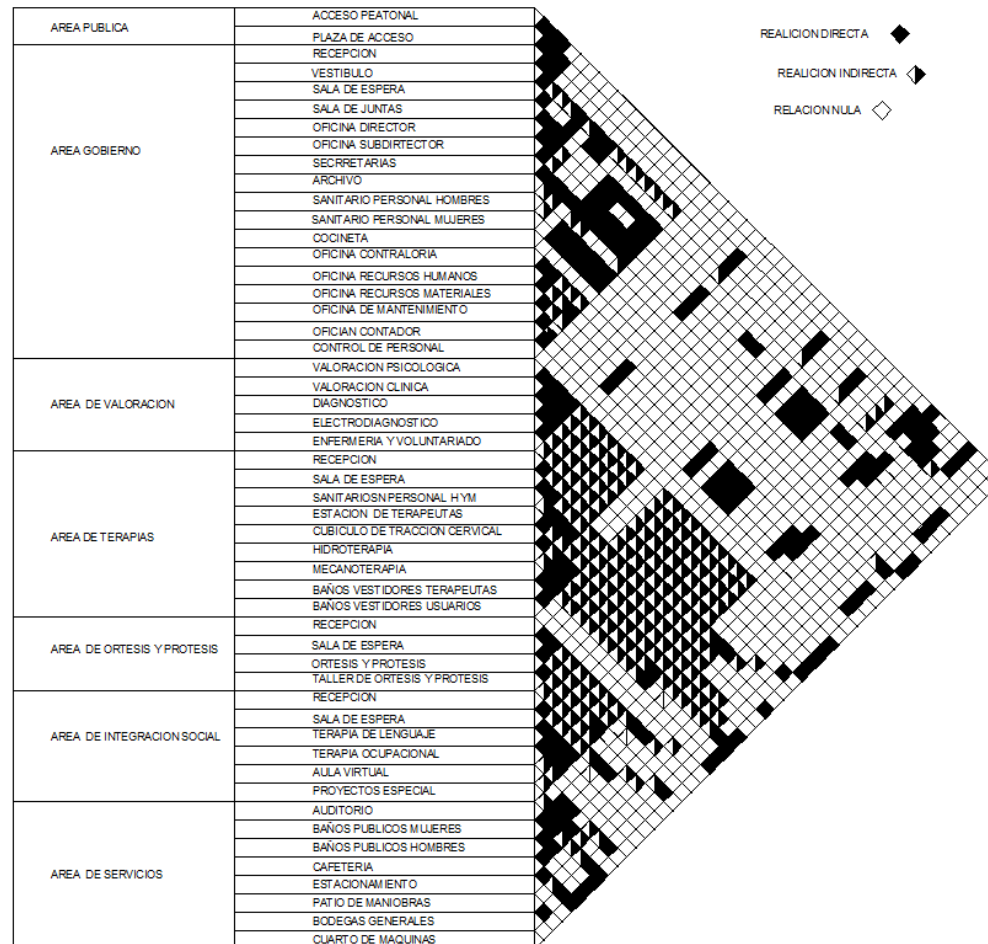 AREA PUBLICA
ACCESO PEATONAL
PLAZA DE ACCESO
AREA GOBIERNO
RECEPCION
VESTIBULO
SALA DE ESPERA
SALA DE JUNTAS
OFICINA DIRECTOR
OFICINA SUBDIRTECTOR
SECRRETARIAS
ARCHIVO
SANITARIO PERSONAL HOMBRES
SANITARIO PERSONAL MUJERES
COCINETA
OFICINA CONTRALORIA
OFICINA RECURSOS HUMANOS
OFICINA RECURSOS MATERIALES
OFICINA DE MANTENIMIENTO
OFICIAN CONTADOR
CONTROL DE PERSONAL
AREA DE VALORACION
VALORACION PSICOLOGICA
VALORACION CLINICA
DIAGNOSTICO
ELECTRODIAGNOSTICO
ENFERMERIA Y VOLUNTARIADO
AREA DE TERAPIAS
RECEPCION
SALA DE ESPERA
SANITARIOSN PERSONAL H Y M
ESTACION DE TERAPEUTAS
CUBICULO DE TRACCION CERVICAL
HIDROTERAPIA
MECANOTERAPIA
BAÑOS VESTIDORES TERAPEUTAS
BAÑOS VESTIDORES USUARIOS
AREA DE ORTESIS Y PROTESIS
RECEPCION
SALA DE ESPERA
ORTESIS Y PROTESIS
TALLER DE ORTESIS Y PROTESIS
AREA DE INTEGRACION SOCIAL
RECEPCION
SALA DE ESPERA
TERAPIA DE LENGUAJE
TERAPIA OCUPACIONAL
AULA VIRTUAL
PROYECTOS ESPECIAL
AREA DE SERVICIOS
AUDITORIO
BAÑOS PUBLICOS MUJERES
BAÑOS PUBLICOS HOMBRES
CAFETERIA
ESTACIONAMIENTO
PATIO DE MANIOBRAS
BODEGAS GENERALES
CUARTO DE MAQUINAS
REALICION DIRECTA
REALICION INDIRECTA
RELACION NULA